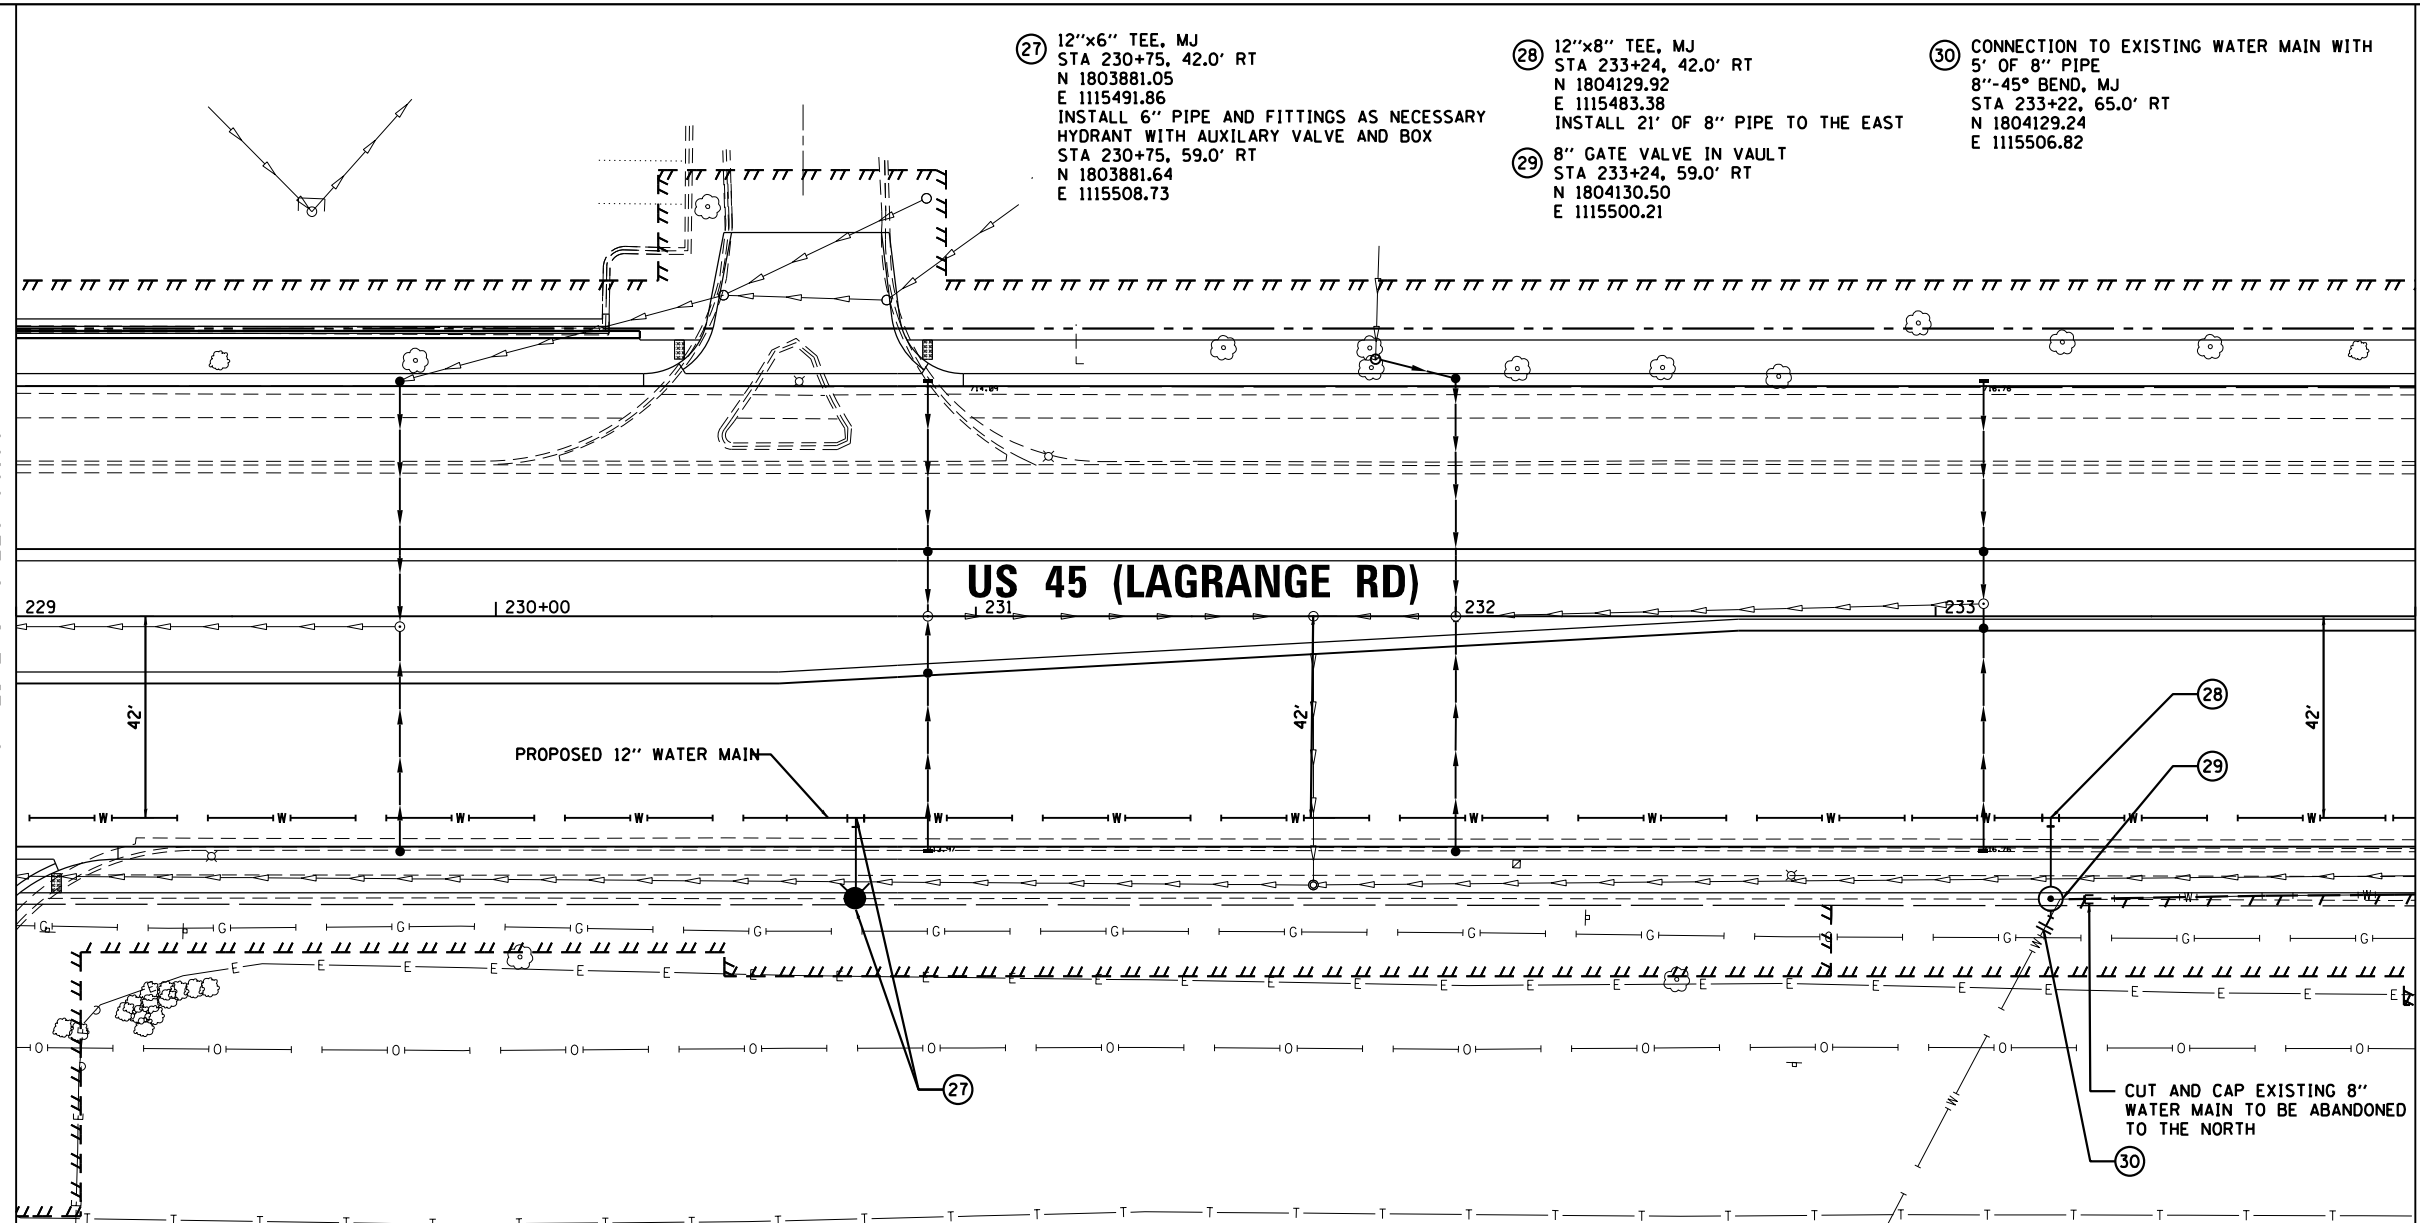 27
12"x6" TEE, MJ
STA 230+75, 42.0' RT
N 1803881.05
E 1115491.86
INSTALL 6" PIPE AND FITTINGS AS NECESSARY
HYDRANT WITH AUXILARY VALVE AND BOX
STA 230+75, 59.0' RT
N 1803881.64
E 1115508.73
28
12"x8" TEE, MJ
STA 233+24, 42.0' RT
N 1804129.92
E 1115483.38
INSTALL 21' OF 8" PIPE TO THE EAST
29
8" GATE VALVE IN VAULT
STA 233+24, 59.0' RT
N 1804130.50
E 1115500.21
30
CONNECTION TO EXISTING WATER MAIN WITH
5' OF 8" PIPE
8"-45° BEND, MJ
STA 233+22, 65.0' RT
N 1804129.24
E 1115506.82
US 45 (LAGRANGE RD)
229
230+00
231
232
233
42'
42'
42'
28
29
PROPOSED 12" WATER MAIN
W W W W W W W W W W W W W W
W W
G G G G G G G G G G G G G
E E E E E E E E E E E E E E E E E E E E E E E E E E
W
O O O O O O O O O O O O O O
27
W
CUT AND CAP EXISTING 8"
WATER MAIN TO BE ABANDONED
TO THE NORTH
30
T T T T T T T T T T T T T T T T T T T T T T T T T T T